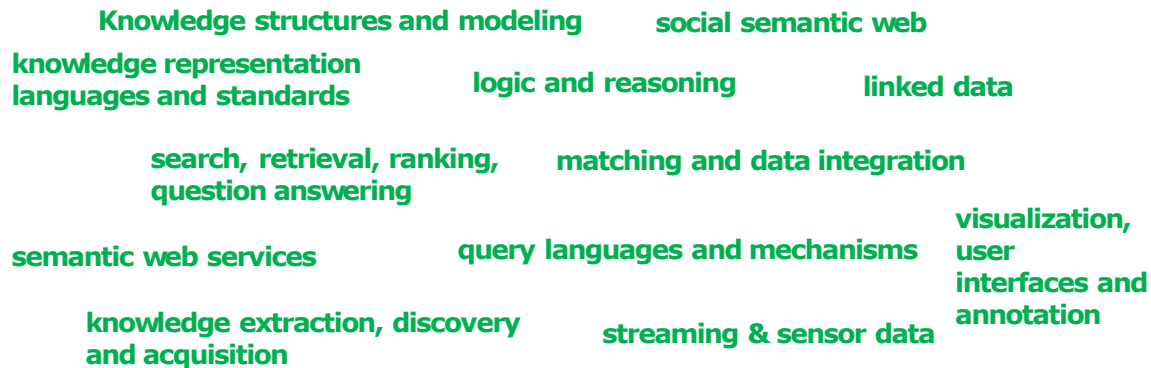 Knowledge structures and modeling
social semantic web
knowledge representation
languages and standards
logic and reasoning
linked data
search, retrieval, ranking,
question answering
matching and data integration
visualization,
user
interfaces and
annotation
semantic web services
query languages and mechanisms
knowledge extraction, discovery
and acquisition
streaming & sensor data